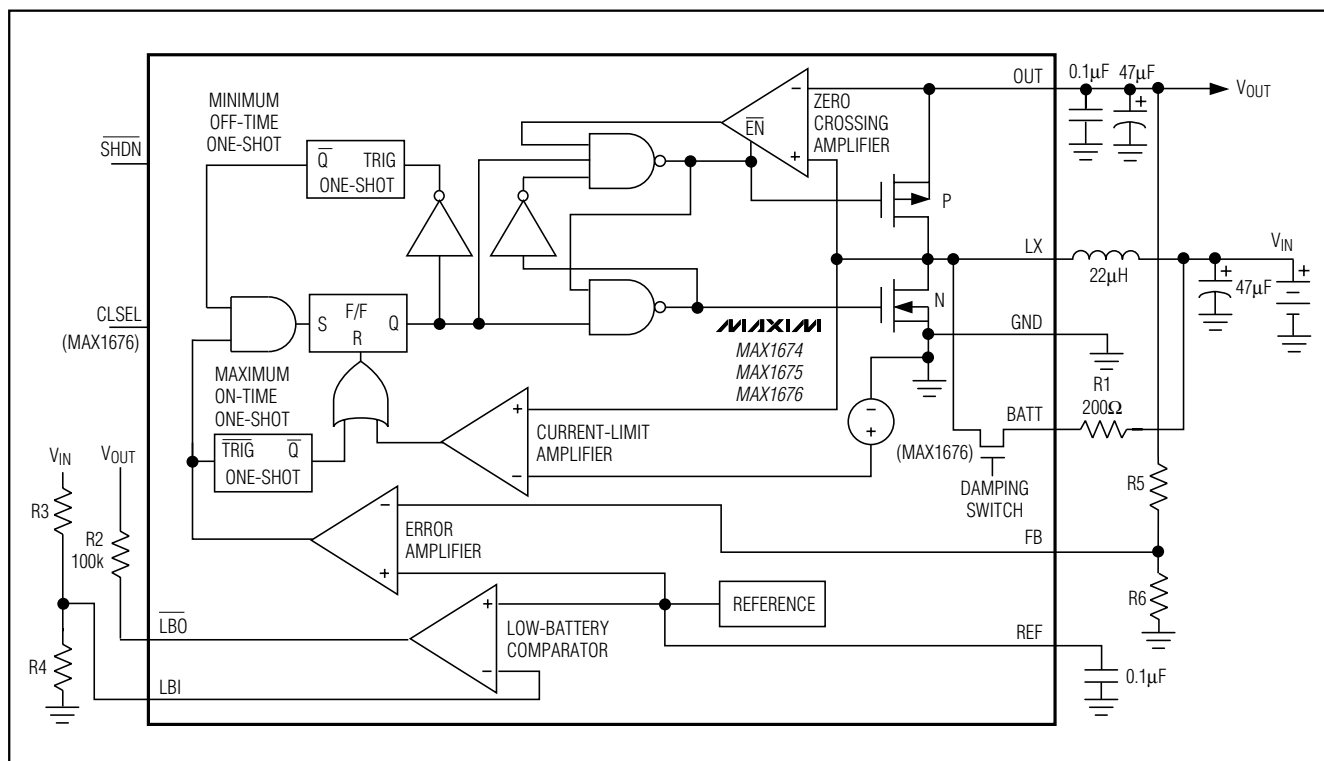 MINIMUM
OFF-TIME
ONE-SHOT
SHDN
Q TRIG
ONE-SHOT
EN
ZERO
CROSSING
AMPLIFIER
− +
OUT
0.1µF
47µF
+
VOUT
P
LX
22µH
VIN
47µF
+ +
CLSEL
(MAX1676)
S F/F Q
R
N
GND
MAXIM
MAX1674
MAX1675
MAX1676
MAXIMUM
ON-TIME
ONE-SHOT
TRIG Q
ONE-SHOT
+
−
CURRENT-LIMIT
AMPLIFIER
−
+
(MAX1676)
BATT
R1
200Ω
DAMPING
SWITCH
VIN
VOUT
R3
R2
100k
R4
−
+
ERROR
AMPLIFIER
FB
R5
R6
LBO
LBI
+
−
LOW-BATTERY
COMPARATOR
REFERENCE
REF
0.1µF